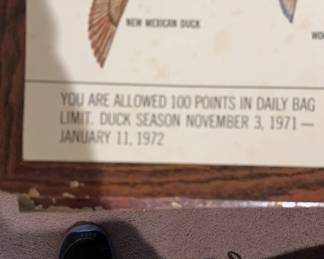 NEW MEXICAN DUCK
WO
YOU ARE ALLOWED 100 POINTS IN DAILY BAG
LIMIT. DUCK SEASON NOVEMBER 3, 1971 —
JANUARY 11, 1972